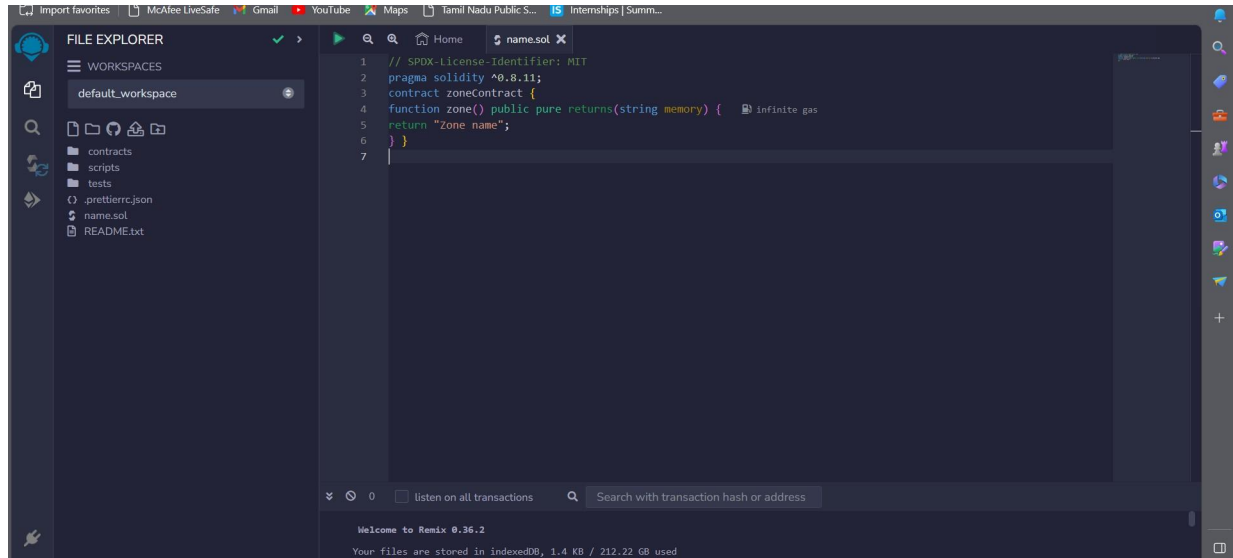 Import favorites
McAfee LiveSafe
Gmail
YouTube
Maps
Tamil Nadu Public S...
IS Internships | Summ...
FILE EXPLORER
WORKSPACES
default_workspace
contracts
scripts
tests
{} .prettierrc.json
name.sol
README.txt
Home
name.sol
1 // SPDX-License-Identifier: MIT
2 pragma solidity ^0.8.11;
3 contract zoneContract {
4 function zone() public pure returns(string memory) { infinite gas
5 return "Zone name";
6 } }
7
0 listen on all transactions Search with transaction hash or address
Welcome to Remix 0.36.2
Your files are stored in indexedDB, 1.4 KB / 212.22 GB used